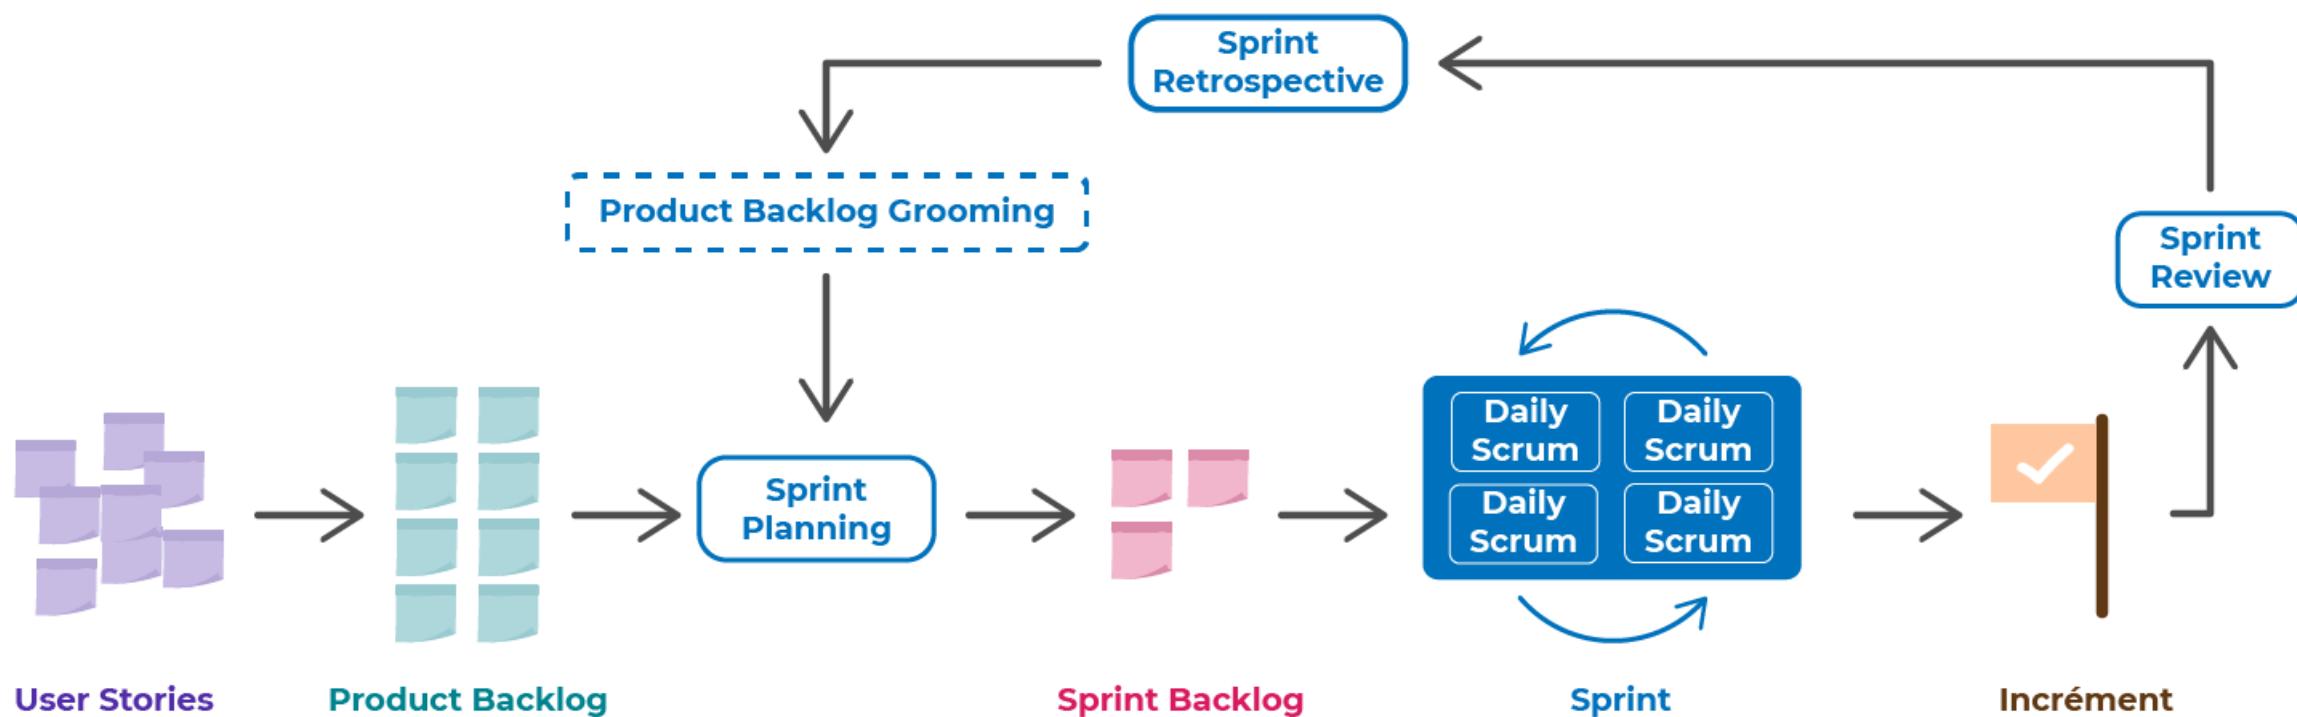 Sprint
Retrospective
Product Backlog Grooming
Sprint
Review
Sprint
Planning
Daily
Scrum
Daily
Scrum
Daily
Scrum
Daily
Scrum
User Stories
Product Backlog
Sprint Backlog
Sprint
Incrément